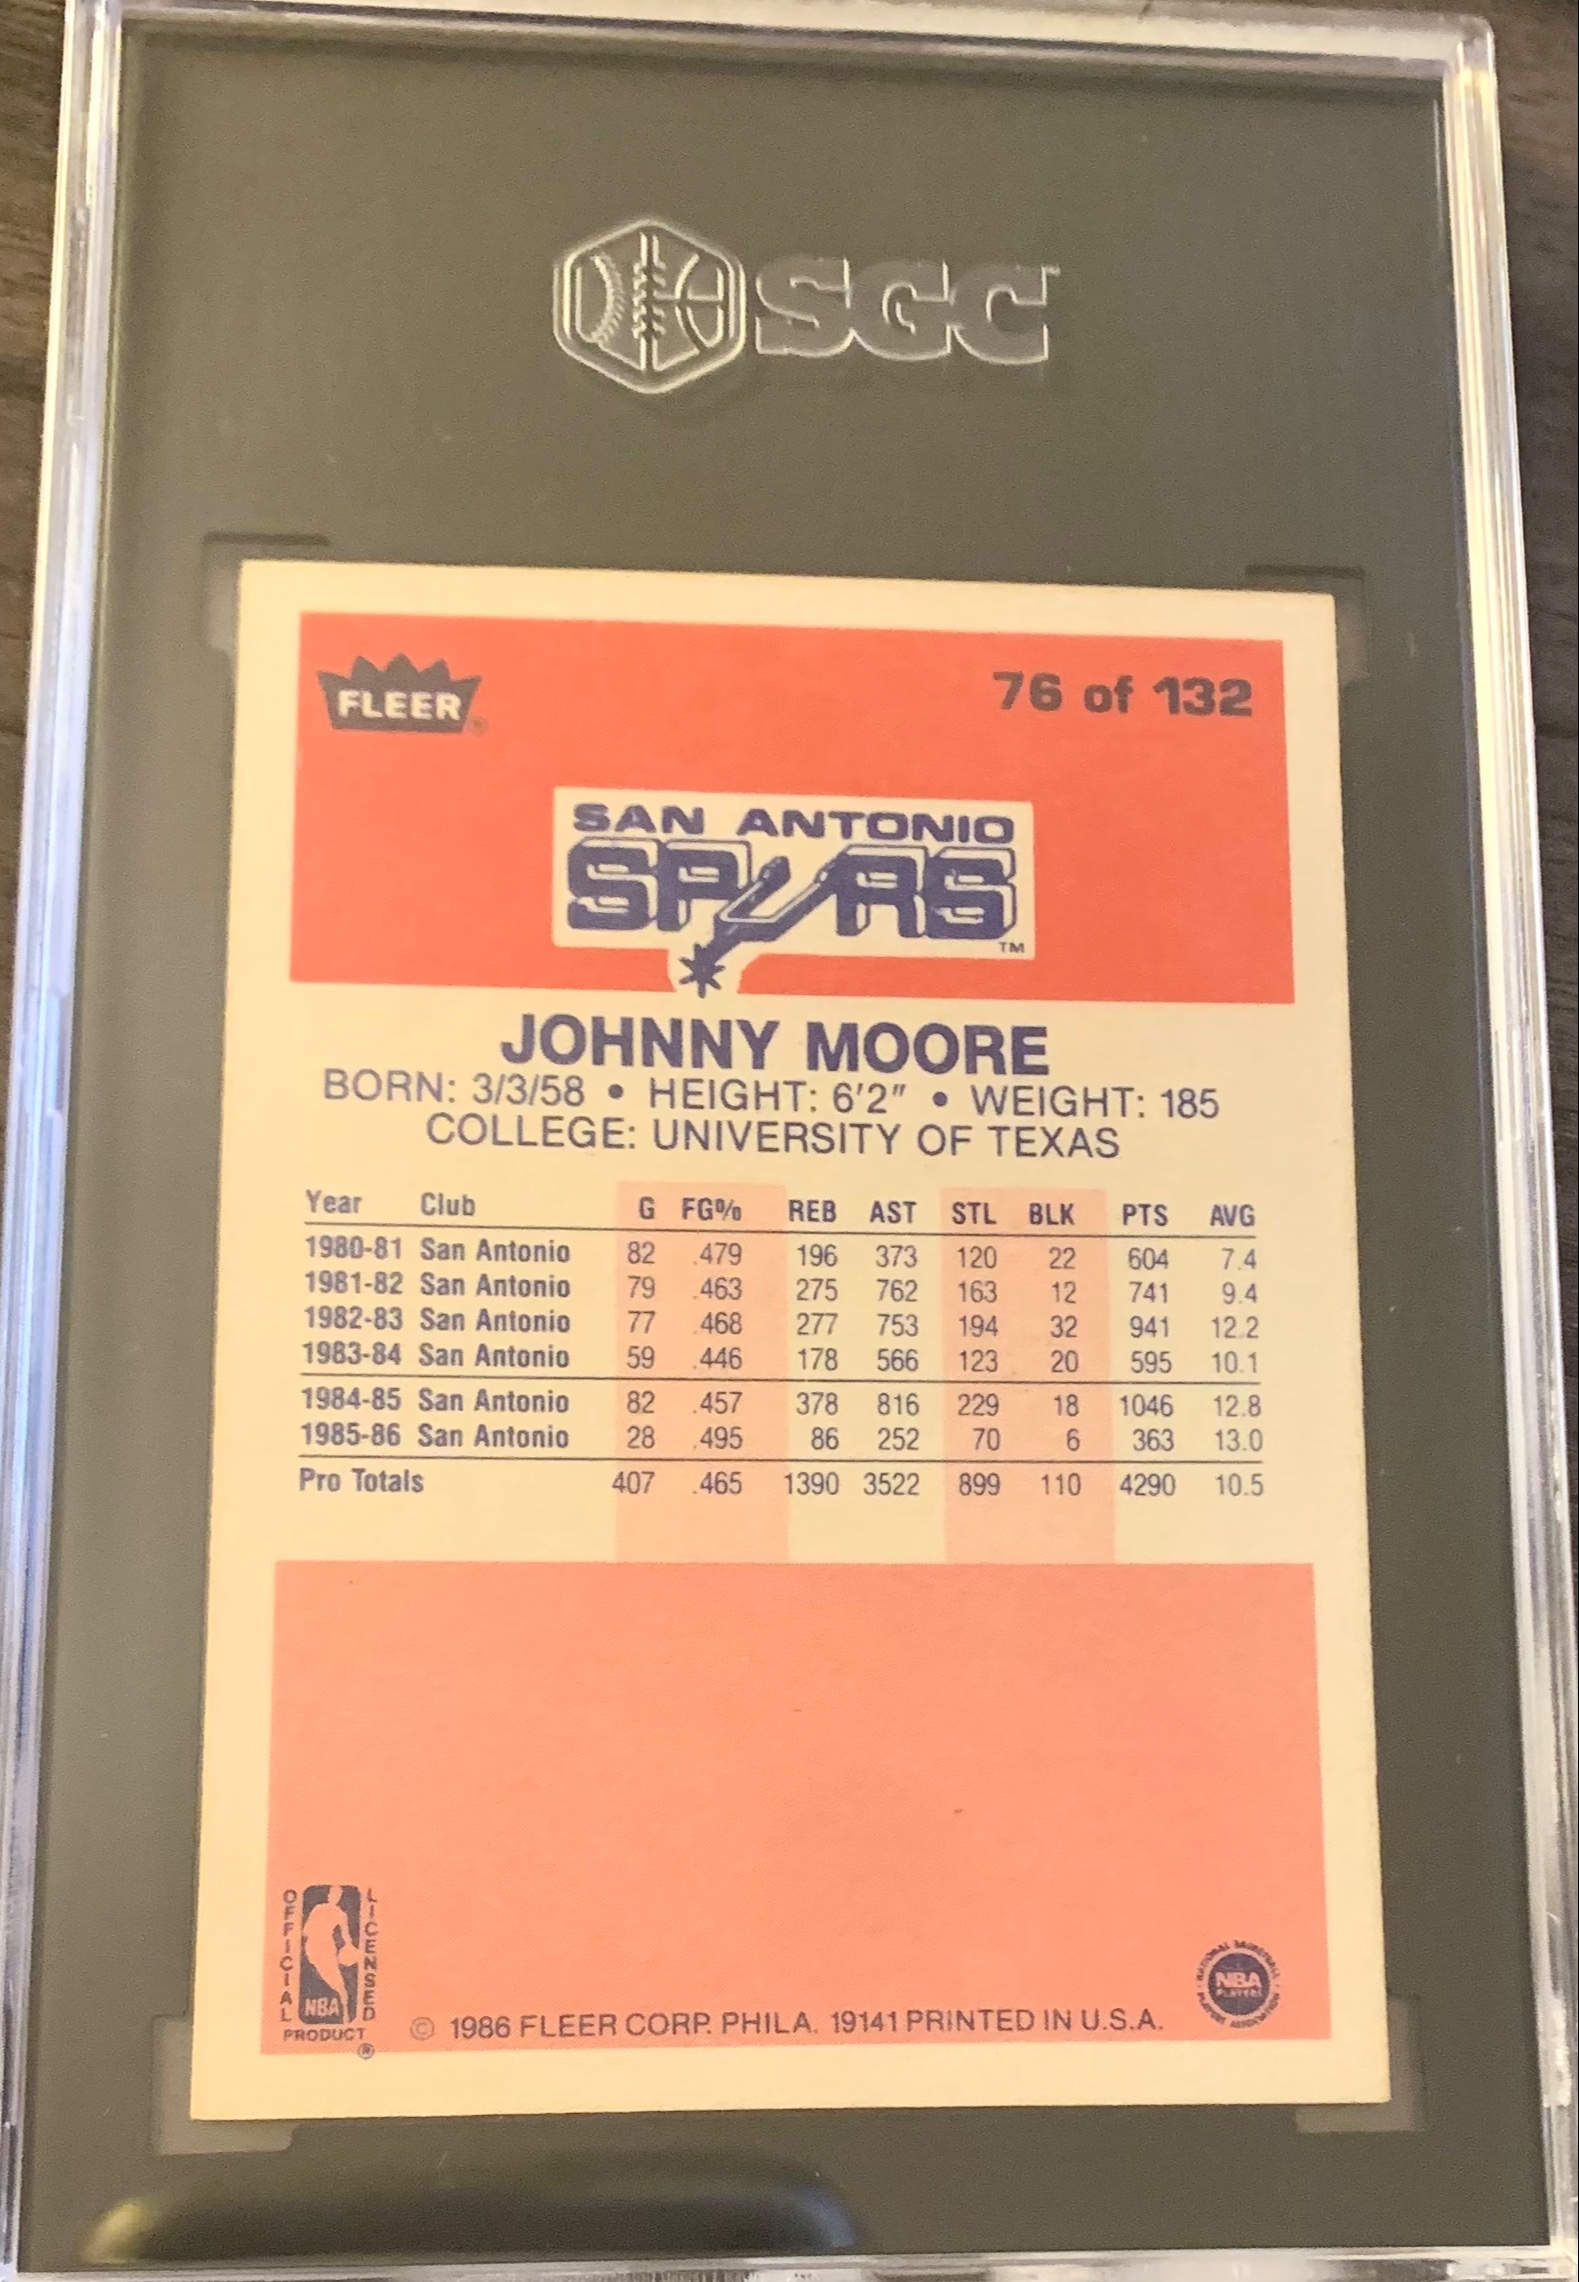 SGC
FLEER®
76 of 132
SAN ANTONIO
SPURS
TM
JOHNNY MOORE
BORN: 3/3/58 • HEIGHT: 6'2" • WEIGHT: 185
COLLEGE: UNIVERSITY OF TEXAS
Year Club G FG% REB AST STL BLK PTS AVG
1980-81 San Antonio 82 .479 196 373 120 22 604 7.4
1981-82 San Antonio 79 .463 275 762 163 12 741 9.4
1982-83 San Antonio 77 .468 277 753 194 32 941 12.2
1983-84 San Antonio 59 .446 178 566 123 20 595 10.1
1984-85 San Antonio 82 .457 378 816 229 18 1046 12.8
1985-86 San Antonio 28 .495 86 252 70 6 363 13.0
Pro Totals 407 .465 1390 3522 899 110 4290 10.5
OFFICIAL
LICENSED
NBA
PRODUCT
®
© 1986 FLEER CORP. PHILA. 19141 PRINTED IN U.S.A.
NATIONAL BASKETBALL
NBA
PLAYERS
PLAYERS ASSOCIATION